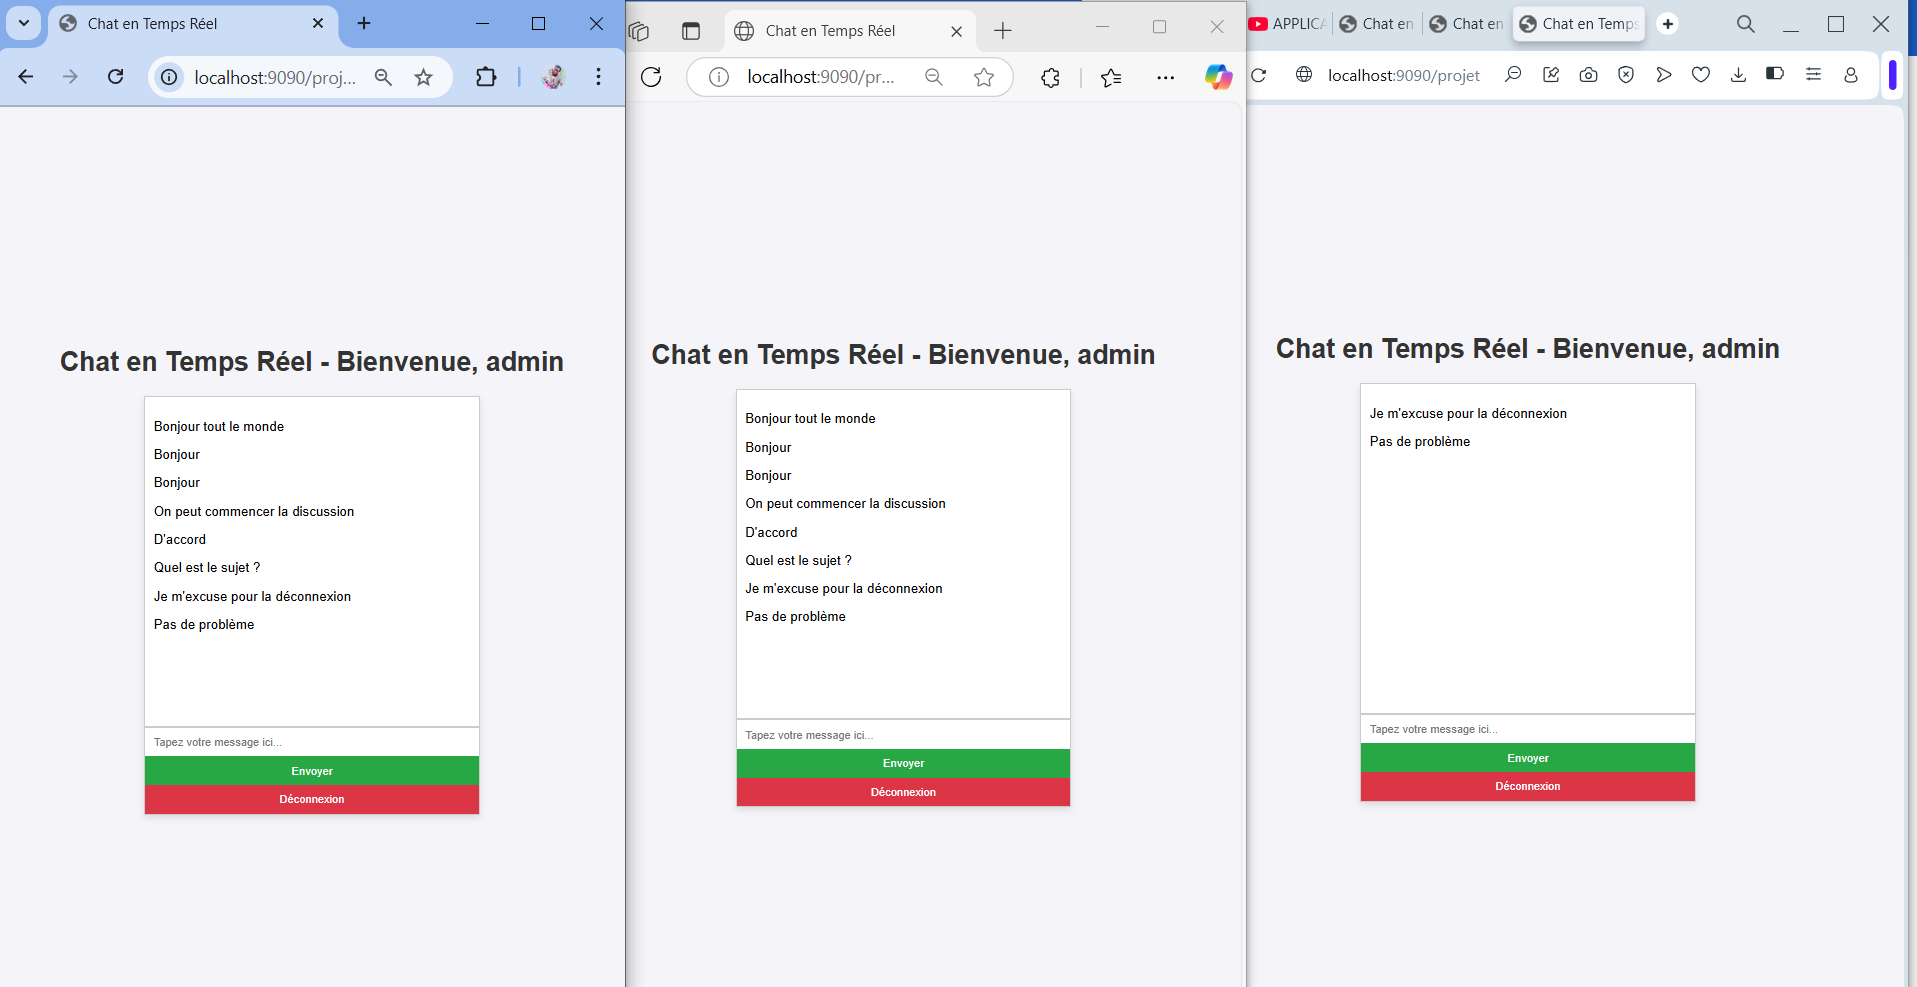 Chat en Temps Réel
localhost:9090/proj...
Chat en Temps Réel - Bienvenue, admin
Bonjour tout le monde
Bonjour
Bonjour
On peut commencer la discussion
D'accord
Quel est le sujet ?
Je m'excuse pour la déconnexion
Pas de problème
Tapez votre message ici...
Envoyer
Déconnexion
Chat en Temps Réel
localhost:9090/pr...
Chat en Temps Réel - Bienvenue, admin
Bonjour tout le monde
Bonjour
Bonjour
On peut commencer la discussion
D'accord
Quel est le sujet ?
Je m'excuse pour la déconnexion
Pas de problème
Tapez votre message ici...
Envoyer
Déconnexion
APPLICA
Chat en
Chat en
Chat en Temps
localhost:9090/projet
Chat en Temps Réel - Bienvenue, admin
Je m'excuse pour la déconnexion
Pas de problème
Tapez votre message ici...
Envoyer
Déconnexion